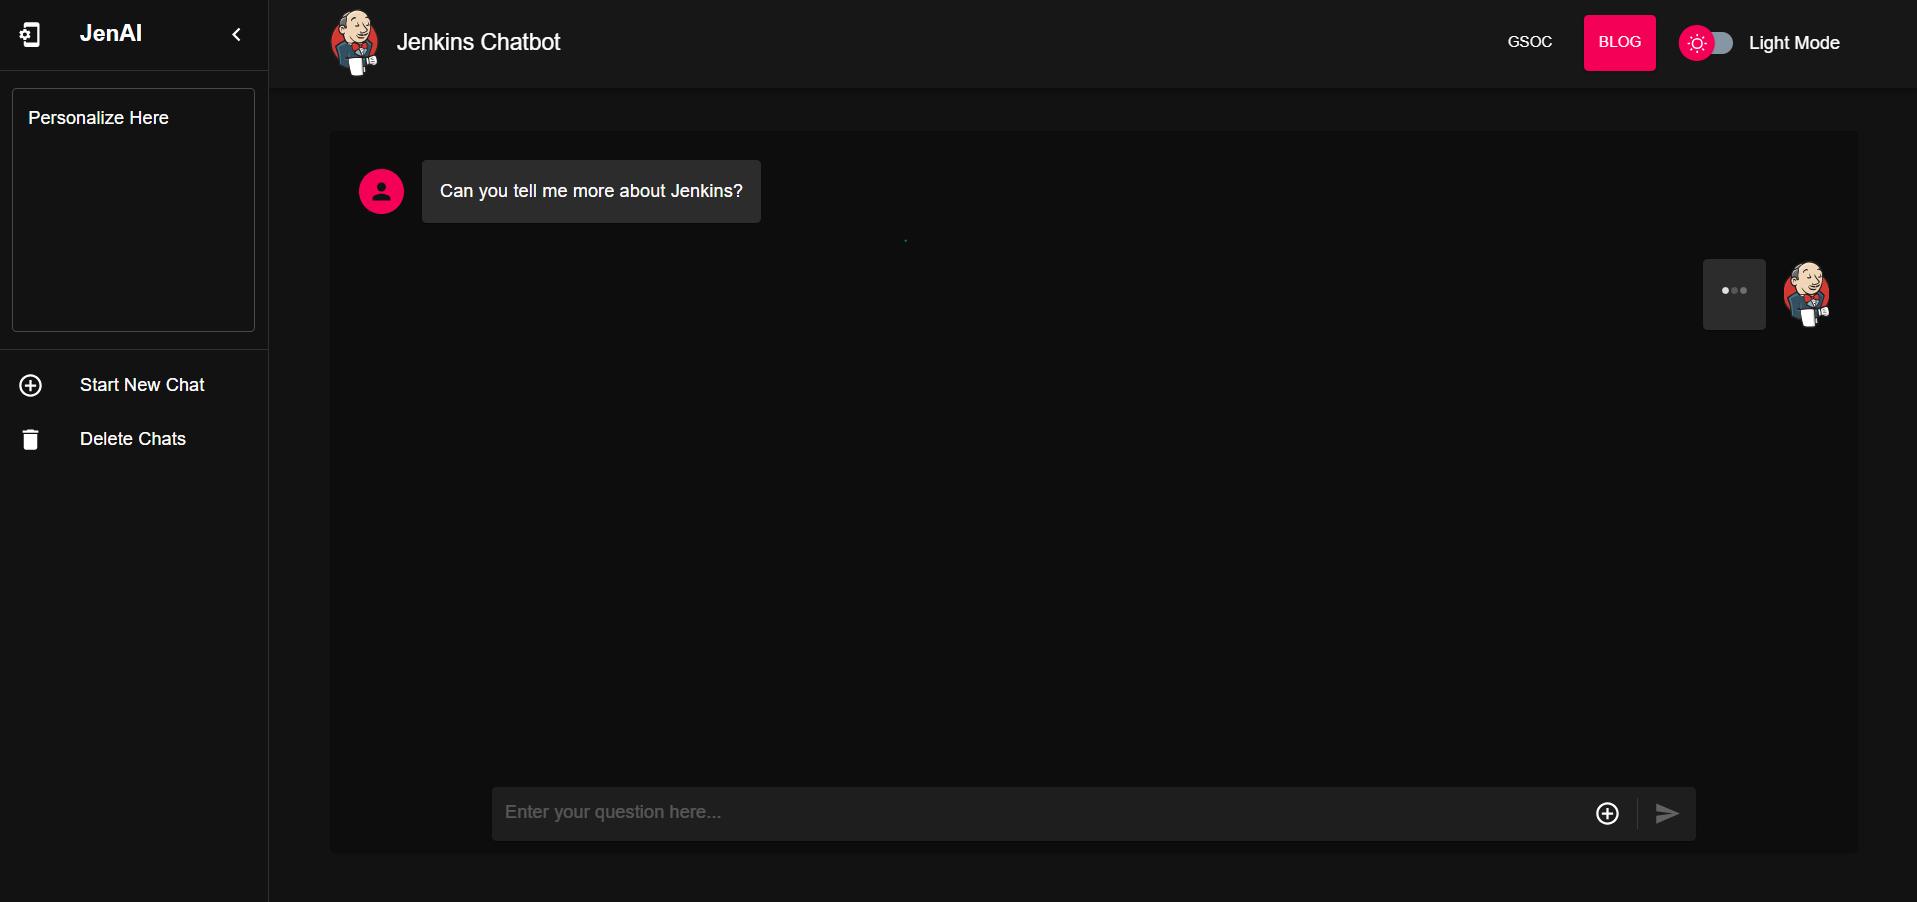 JenAI
Jenkins Chatbot
GSOC
BLOG
Light Mode
Personalize Here
Can you tell me more about Jenkins?
Start New Chat
Delete Chats
Enter your question here...